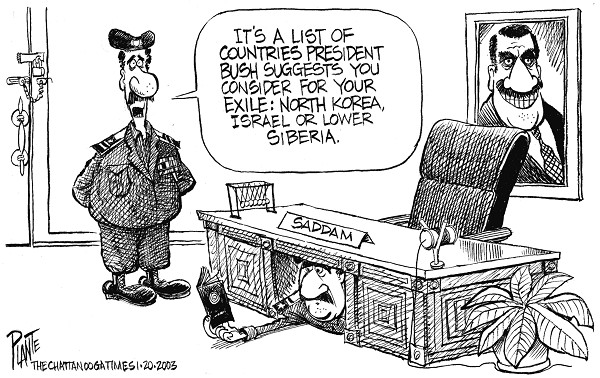 IT'S A LIST OF
COUNTRIES PRESIDENT
BUSH SUGGESTS YOU
CONSIDER FOR YOUR
EXILE: NORTH KOREA,
ISRAEL OR LOWER
SIBERIA.
SADDAM
PLANTE
THE CHATTANOOGA TIMES 1·20·2003